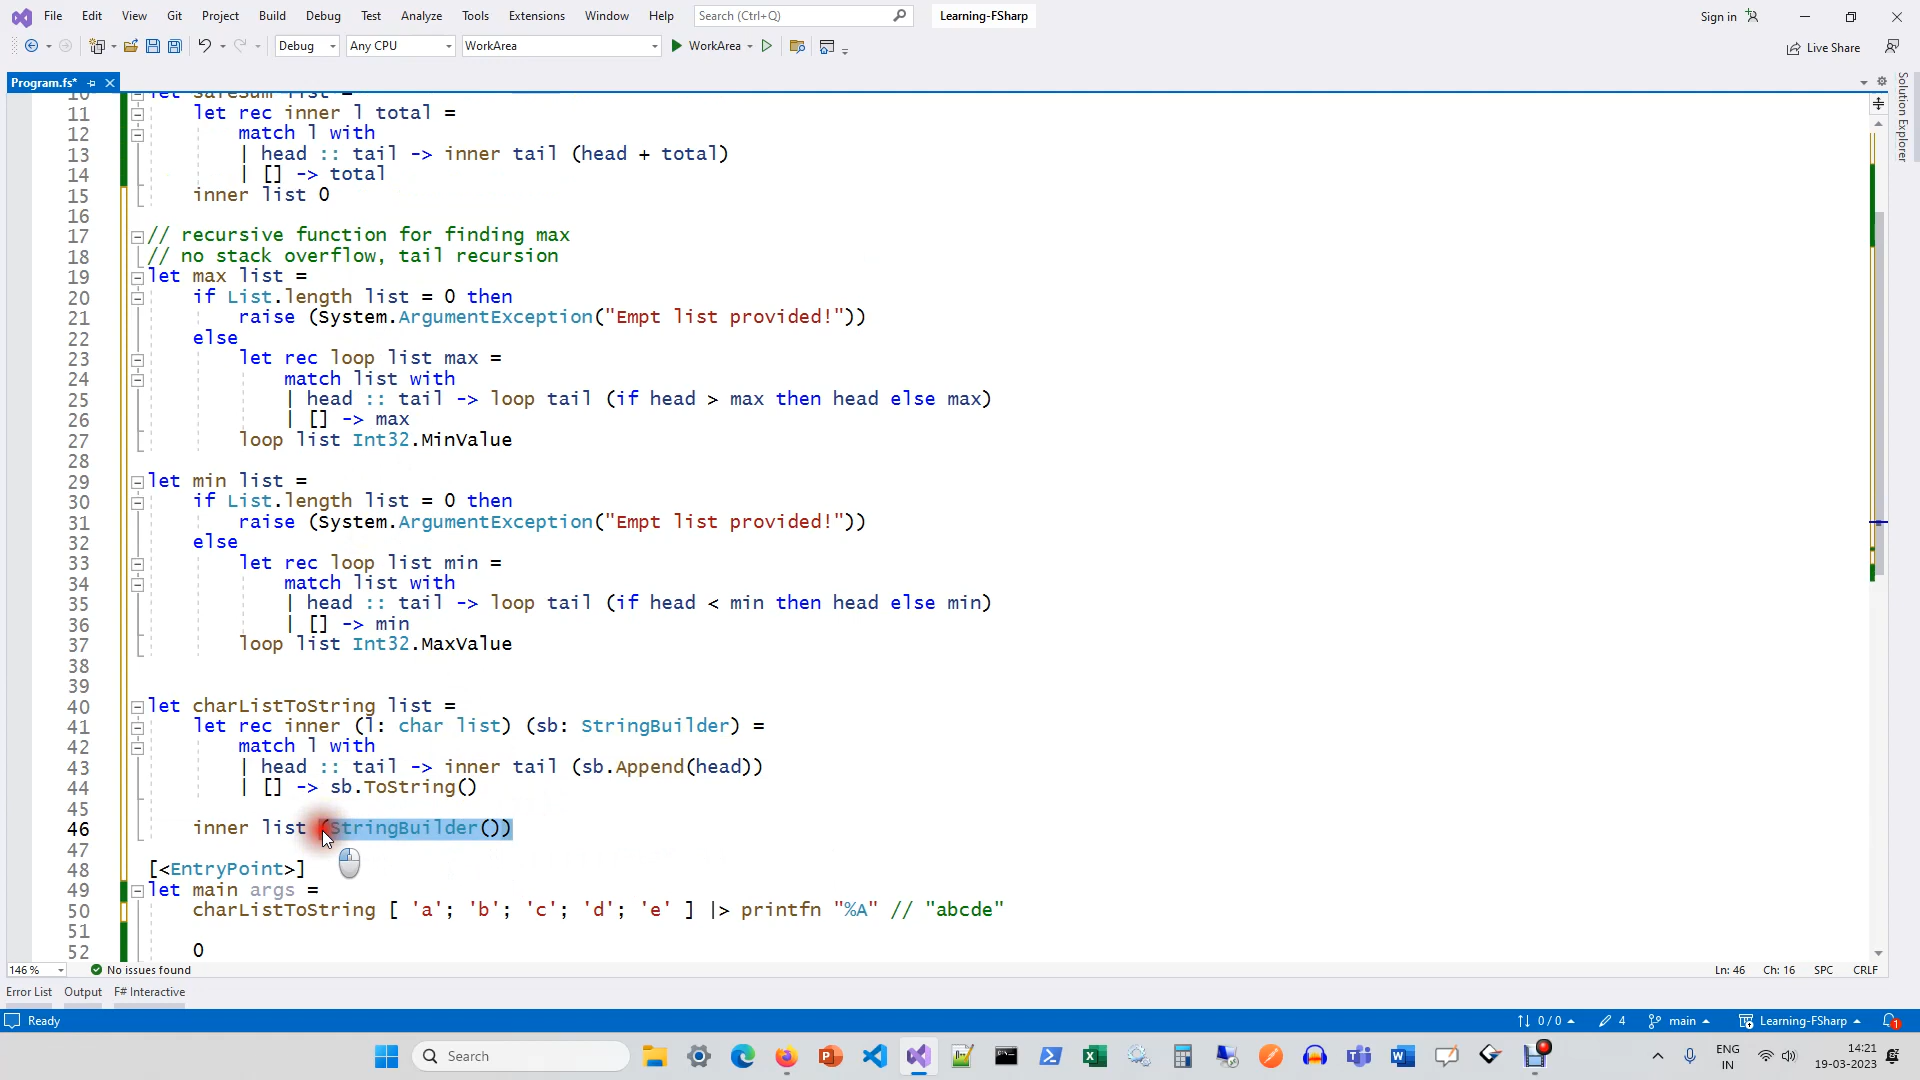 File Edit View Git Project Build Debug Test Analyze Tools Extensions Window Help Search (Ctrl+Q) Learning-FSharp Sign in
Debug Any CPU WorkArea WorkArea Live Share
Program.fs*
Solution Explorer
10 let safeSum list =
11 let rec inner l total =
12 match l with
13 | head :: tail -> inner tail (head + total)
14 | [] -> total
15 inner list 0
16
17 // recursive function for finding max
18 // no stack overflow, tail recursion
19 let max list =
20 if List.length list = 0 then
21 raise (System.ArgumentException("Empt list provided!"))
22 else
23 let rec loop list max =
24 match list with
25 | head :: tail -> loop tail (if head > max then head else max)
26 | [] -> max
27 loop list Int32.MinValue
28
29 let min list =
30 if List.length list = 0 then
31 raise (System.ArgumentException("Empt list provided!"))
32 else
33 let rec loop list min =
34 match list with
35 | head :: tail -> loop tail (if head < min then head else min)
36 | [] -> min
37 loop list Int32.MaxValue
38
39
40 let charListToString list =
41 let rec inner (l: char list) (sb: StringBuilder) =
42 match l with
43 | head :: tail -> inner tail (sb.Append(head))
44 | [] -> sb.ToString()
45
46 inner list (StringBuilder())
47
48 [<EntryPoint>]
49 let main args =
50 charListToString [ 'a'; 'b'; 'c'; 'd'; 'e' ] |> printfn "%A" // "abcde"
51
52 0
146 % No issues found Ln: 46 Ch: 16 SPC CRLF
Error List Output F# Interactive
Ready 0 / 0 4 main Learning-FSharp 1
Search ENG 14:21
IN 19-03-2023